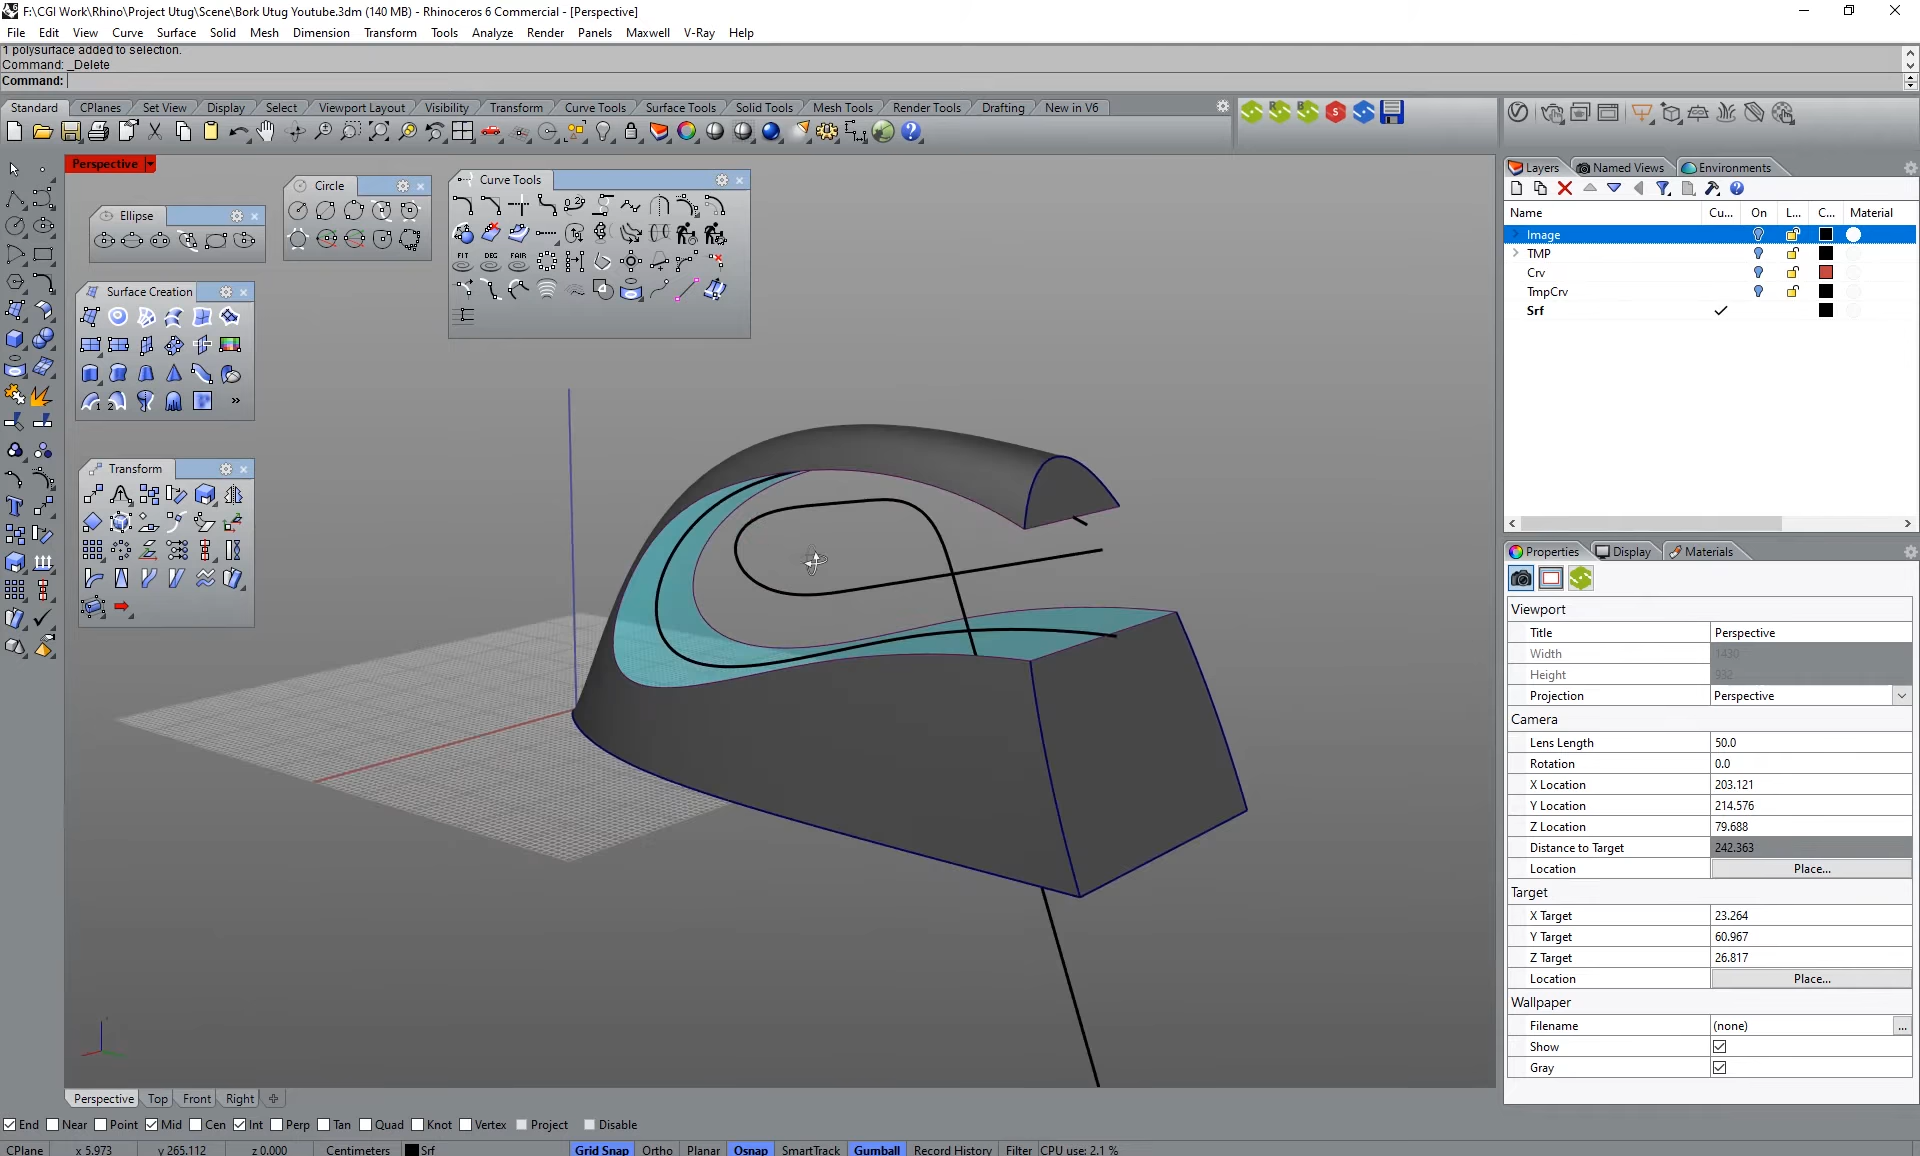 F:\CGI Work\Rhino\Project Utug\Scene\Bork Utug Youtube.3dm (140 MB) - Rhinoceros 6 Commercial - [Perspective]
File Edit View Curve Surface Solid Mesh Dimension Transform Tools Analyze Render Panels Maxwell V-Ray Help
1 polysurface added to selection.
Command: _Delete
Command:
Standard CPlanes Set View Display Select Viewport Layout Visibility Transform Curve Tools Surface Tools Solid Tools Mesh Tools Render Tools Drafting New in V6
Perspective
Layers Named Views Environments
Circle
Curve Tools
Ellipse
Name Cu... On L... C... Material
Image
TMP
Crv
TmpCrv
Srf
FIT DEG FAIR
Surface Creation
Transform
Properties Display Materials
Viewport
Title Perspective
Width 1430
Height 932
Projection Perspective
Camera
Lens Length 50.0
Rotation 0.0
X Location 203.121
Y Location 214.576
Z Location 79.688
Distance to Target 242.363
Location Place...
Target
X Target 23.264
Y Target 60.967
Z Target 26.817
Location Place...
Wallpaper
Filename (none) ...
Show
Gray
Perspective Top Front Right
End Near Point Mid Cen Int Perp Tan Quad Knot Vertex Project Disable
CPlane x 5.973 y 265.112 z 0.000 Centimeters Srf Grid Snap Ortho Planar Osnap SmartTrack Gumball Record History Filter CPU use: 2.1 %